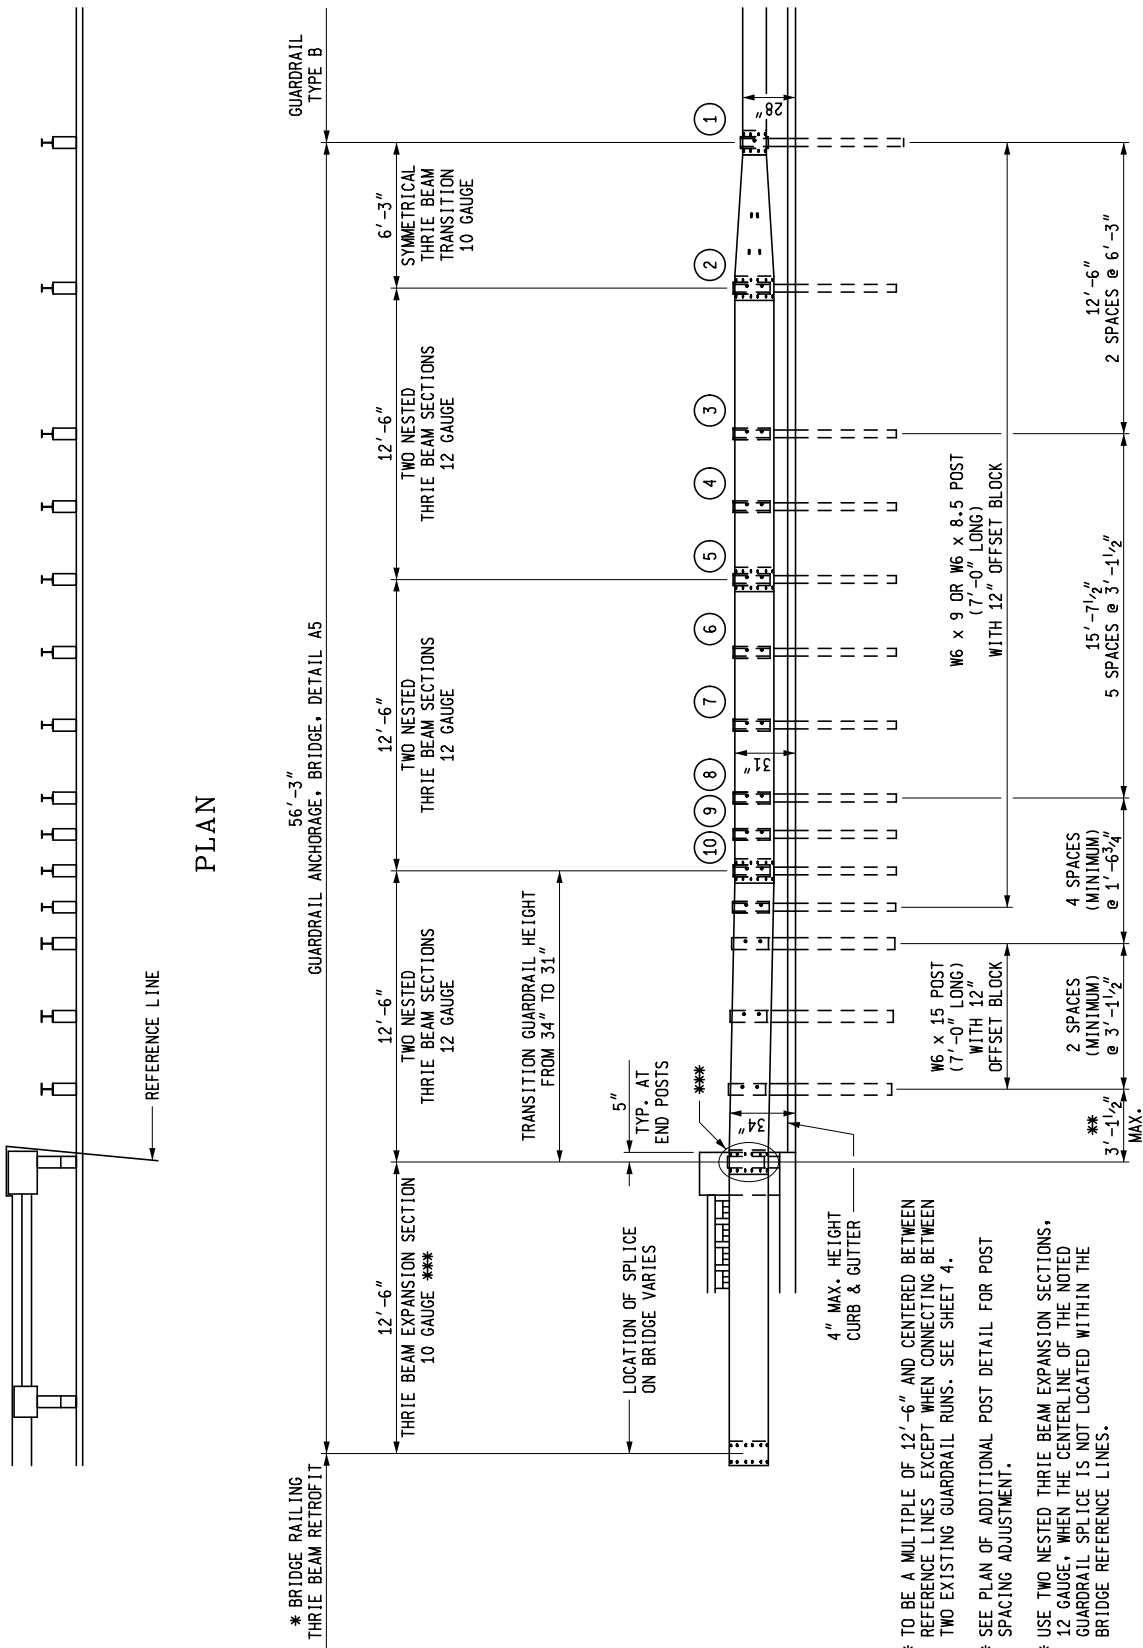 PLAN
REFERENCE LINE
* BRIDGE RAILING
THRIE BEAM RETROFIT
56'-3"
GUARDRAIL ANCHORAGE, BRIDGE, DETAIL A5
GUARDRAIL
TYPE B
12'-6"
THRIE BEAM EXPANSION SECTION
10 GAUGE ***
12'-6"
TWO NESTED
THRIE BEAM SECTIONS
12 GAUGE
12'-6"
TWO NESTED
THRIE BEAM SECTIONS
12 GAUGE
12'-6"
TWO NESTED
THRIE BEAM SECTIONS
12 GAUGE
6'-3"
SYMMETRICAL
THRIE BEAM
TRANSITION
10 GAUGE
TRANSITION GUARDRAIL HEIGHT
FROM 34" TO 31"
LOCATION OF SPLICE
ON BRIDGE VARIES
5"
TYP. AT
END POSTS
***
10
9
8
7
6
5
4
3
2
1
34"
31"
28"
4" MAX. HEIGHT
CURB & GUTTER
W6 x 15 POST
(7'-0" LONG)
WITH 12"
OFFSET BLOCK
W6 x 9 OR W6 x 8.5 POST
(7'-0" LONG)
WITH 12" OFFSET BLOCK
**
3'-1 1/2"
MAX.
2 SPACES
(MINIMUM)
@ 3'-1 1/2"
4 SPACES
(MINIMUM)
@ 1'-6 3/4"
15'-7 1/2"
5 SPACES @ 3'-1 1/2"
12'-6"
2 SPACES @ 6'-3"
* TO BE A MULTIPLE OF 12'-6" AND CENTERED BETWEEN
REFERENCE LINES EXCEPT WHEN CONNECTING BETWEEN
TWO EXISTING GUARDRAIL RUNS. SEE SHEET 4.
* SEE PLAN OF ADDITIONAL POST DETAIL FOR POST
SPACING ADJUSTMENT.
* USE TWO NESTED THRIE BEAM EXPANSION SECTIONS,
12 GAUGE, WHEN THE CENTERLINE OF THE NOTED
GUARDRAIL SPLICE IS NOT LOCATED WITHIN THE
BRIDGE REFERENCE LINES.